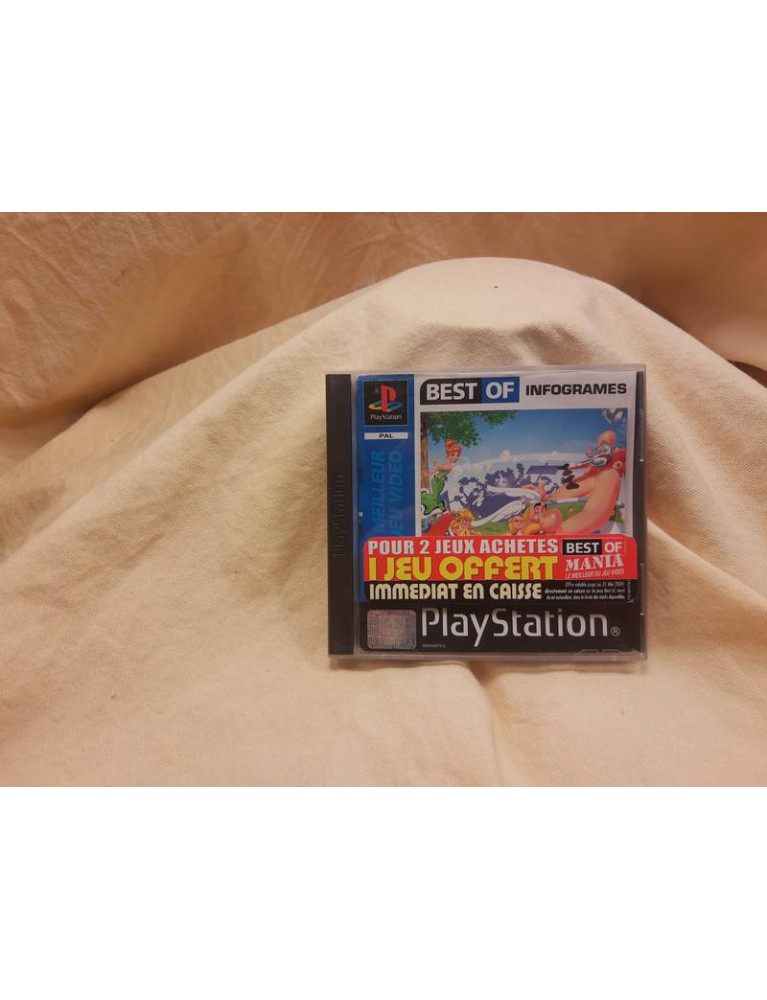 PlayStation
BEST OF INFOGRAMES
PAL
MEILLEUR
JEU VIDEO
PlayStation
POUR 2 JEUX ACHETES
1 JEU OFFERT
IMMEDIAT EN CAISSE
BEST OF
MANIA
LE MEILLEUR DU JEU VIDEO
PlayStation®